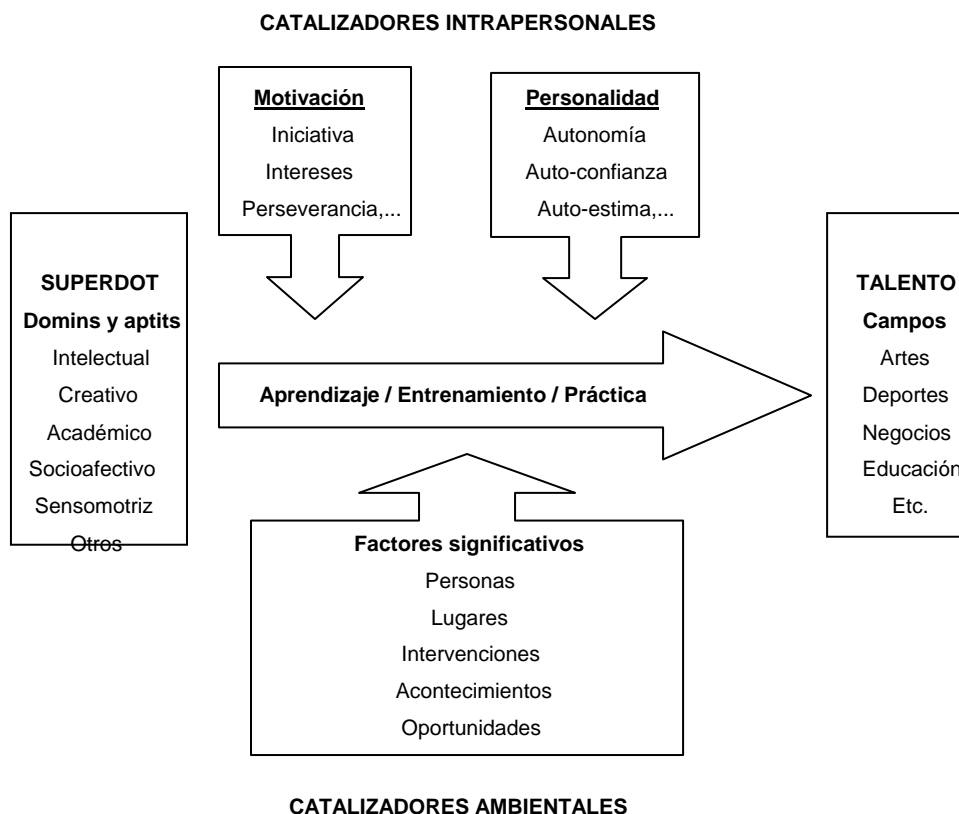 CATALIZADORES INTRAPERSONALES
Motivación
Iniciativa
Intereses
Perseverancia,...
Personalidad
Autonomía
Auto-confianza
Auto-estima,...
SUPERDOT
Domins y aptits
Intelectual
Creativo
Académico
Socioafectivo
Sensomotriz
Otros
Aprendizaje / Entrenamiento / Práctica
TALENTO
Campos
Artes
Deportes
Negocios
Educación
Etc.
Factores significativos
Personas
Lugares
Intervenciones
Acontecimientos
Oportunidades
CATALIZADORES AMBIENTALES